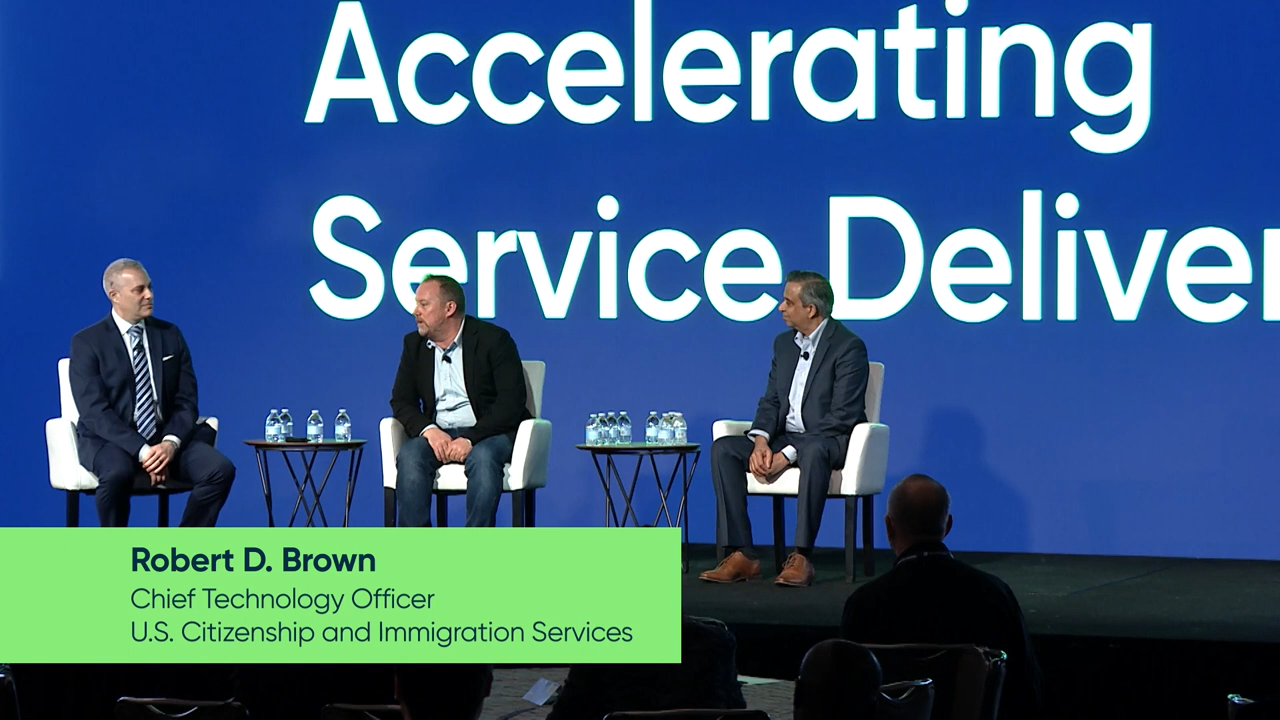 Accelerating
Service Deliver
Robert D. Brown
Chief Technology Officer
U.S. Citizenship and Immigration Services